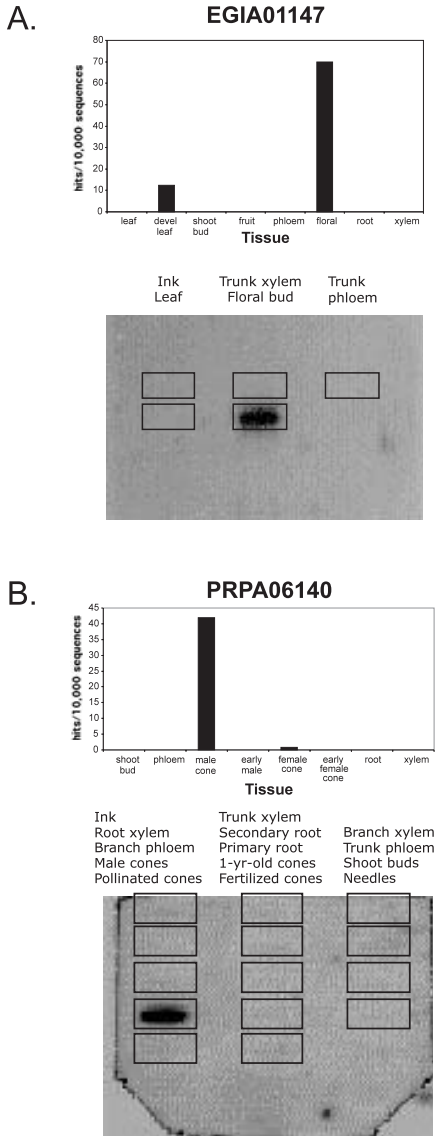 A.
EGIA01147
80
70
60
50
40
30
20
10
0
hits/10,000 sequences
leaf devel leaf shoot bud fruit phloem floral root xylem
Tissue
Ink Trunk xylem Trunk
Leaf Floral bud phloem
B.
PRPA06140
45
40
35
30
25
20
15
10
5
0
hits/10,000 sequences
shoot bud phloem male cone early male female cone early female cone root xylem
Tissue
Ink
Root xylem
Branch phloem
Male cones
Pollinated cones
Trunk xylem
Secondary root
Primary root
1-yr-old cones
Fertilized cones
Branch xylem
Trunk phloem
Shoot buds
Needles